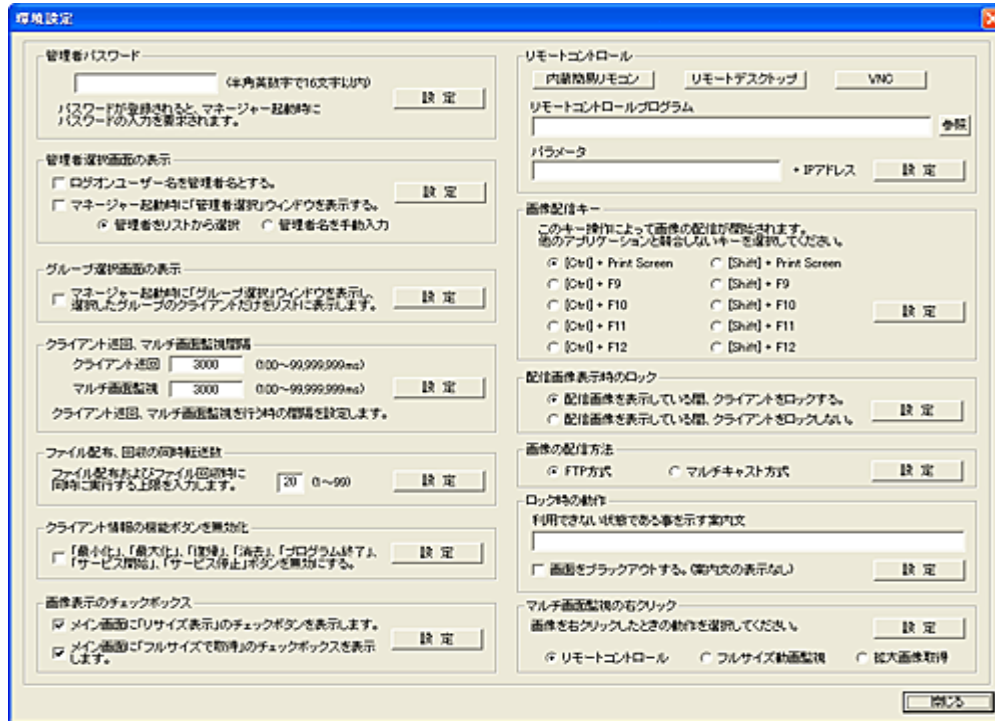 環境設定
管理者パスワード
(半角英数字で16文字以内)
設 定
パスワードが登録されると、マネージャー起動時に
パスワードの入力を要求されます。
管理者選択画面の表示
ログオンユーザー名を管理者名とする。
マネージャー起動時に「管理者選択」ウィンドウを表示する。
設 定
管理者をリストから選択 管理者名を手動入力
グループ選択画面の表示
マネージャー起動時に「グループ選択」ウィンドウを表示し、
選択したグループのクライアントだけをリストに表示します。
設 定
クライアント巡回、マルチ画面監視間隔
クライアント巡回 3000 (100～99,999,999ms)
マルチ画面監視 3000 (100～99,999,999ms)
設 定
クライアント巡回、マルチ画面監視を行う時の間隔を設定します。
ファイル配布、回収の同時転送数
ファイル配布およびファイル回収時に
同時に実行する上限を入力します。
20 (1～99)
設 定
クライアント情報の機能ボタンを無効化
「最小化」、「最大化」、「復帰」、「消去」、「プログラム終了」、
「サービス開始」、「サービス停止」ボタンを無効にする。
設 定
画像表示のチェックボックス
メイン画面に「リサイズ表示」のチェックボタンを表示します。
メイン画面に「フルサイズで取得」のチェックボックスを表示
します。
設 定
リモートコントロール
内蔵簡易リモコン リモートデスクトップ VNC
リモートコントロールプログラム
参照
パラメータ
+ IPアドレス 設 定
画像配信キー
このキー操作によって画像の配信が開始されます。
他のアプリケーションと競合しないキーを選択してください。
[Ctrl] + Print Screen [Shift] + Print Screen
[Ctrl] + F9 [Shift] + F9
[Ctrl] + F10 [Shift] + F10
[Ctrl] + F11 [Shift] + F11
[Ctrl] + F12 [Shift] + F12
設 定
配信画像表示時のロック
配信画像を表示している間、クライアントをロックする。
配信画像を表示している間、クライアントをロックしない。
設 定
画像の配信方法
FTP方式 マルチキャスト方式 設 定
ロック時の動作
利用できない状態である事を示す案内文
画面をブラックアウトする。(案内文の表示なし) 設 定
マルチ画面監視の右クリック
画像を右クリックしたときの動作を選択してください。 設 定
リモートコントロール フルサイズ動画監視 拡大画像取得
閉じる